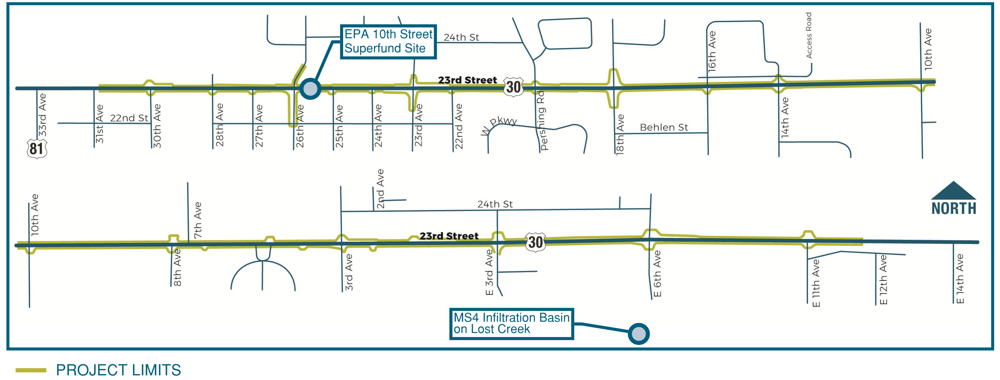 EPA 10th Street
Superfund Site
24th St
16th Ave
Access Road
10th Ave
23rd Street
30
33rd Ave
81
31st Ave
22nd St
30th Ave
28th Ave
27th Ave
26th Ave
25th Ave
24th Ave
23rd Ave
22nd Ave
W Pkwy
Pershing Rd
18th Ave
Behlen St
14th Ave
10th Ave
7th Ave
2nd Ave
24th St
NORTH
23rd Street
30
8th Ave
3rd Ave
E 3rd Ave
E 6th Ave
E 11th Ave
E 12th Ave
E 14th Ave
MS4 Infiltration Basin
on Lost Creek
PROJECT LIMITS